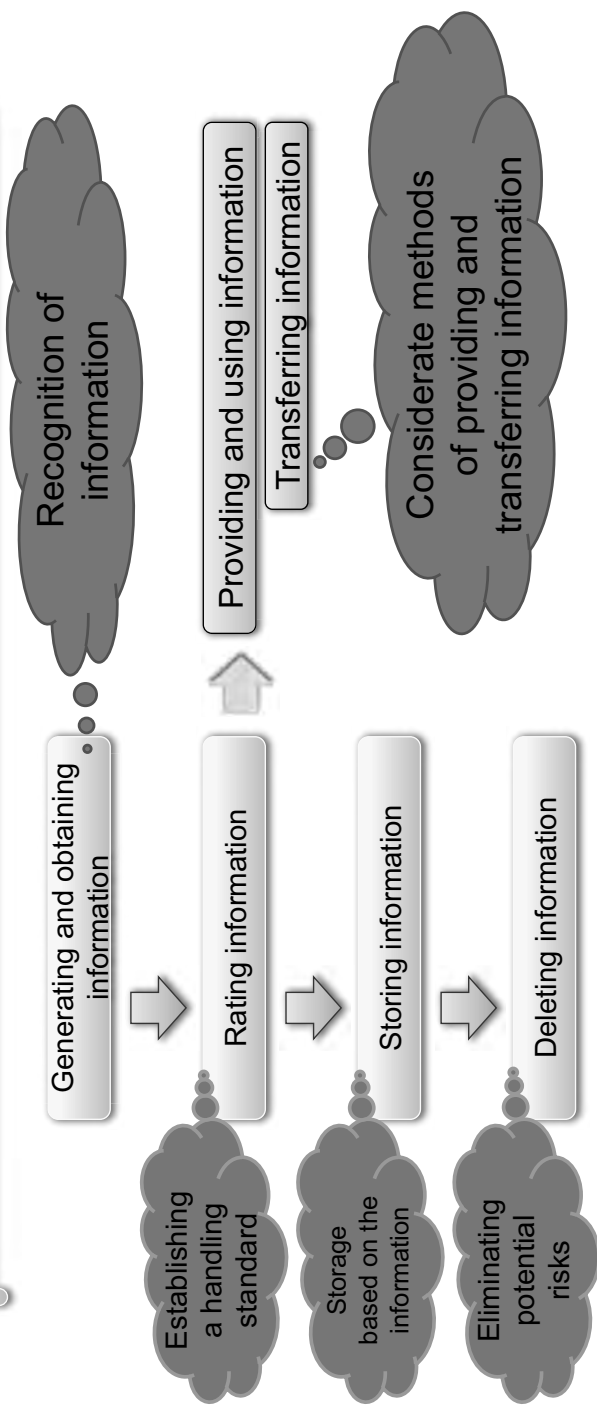 Generating and obtaining
information
Recognition of
information
Establishing
a handling
standard
Rating information
Providing and using information
Transferring information
Considerate methods
of providing and
transferring information
Storage
based on the
information
Storing information
Eliminating
potential
risks
Deleting information